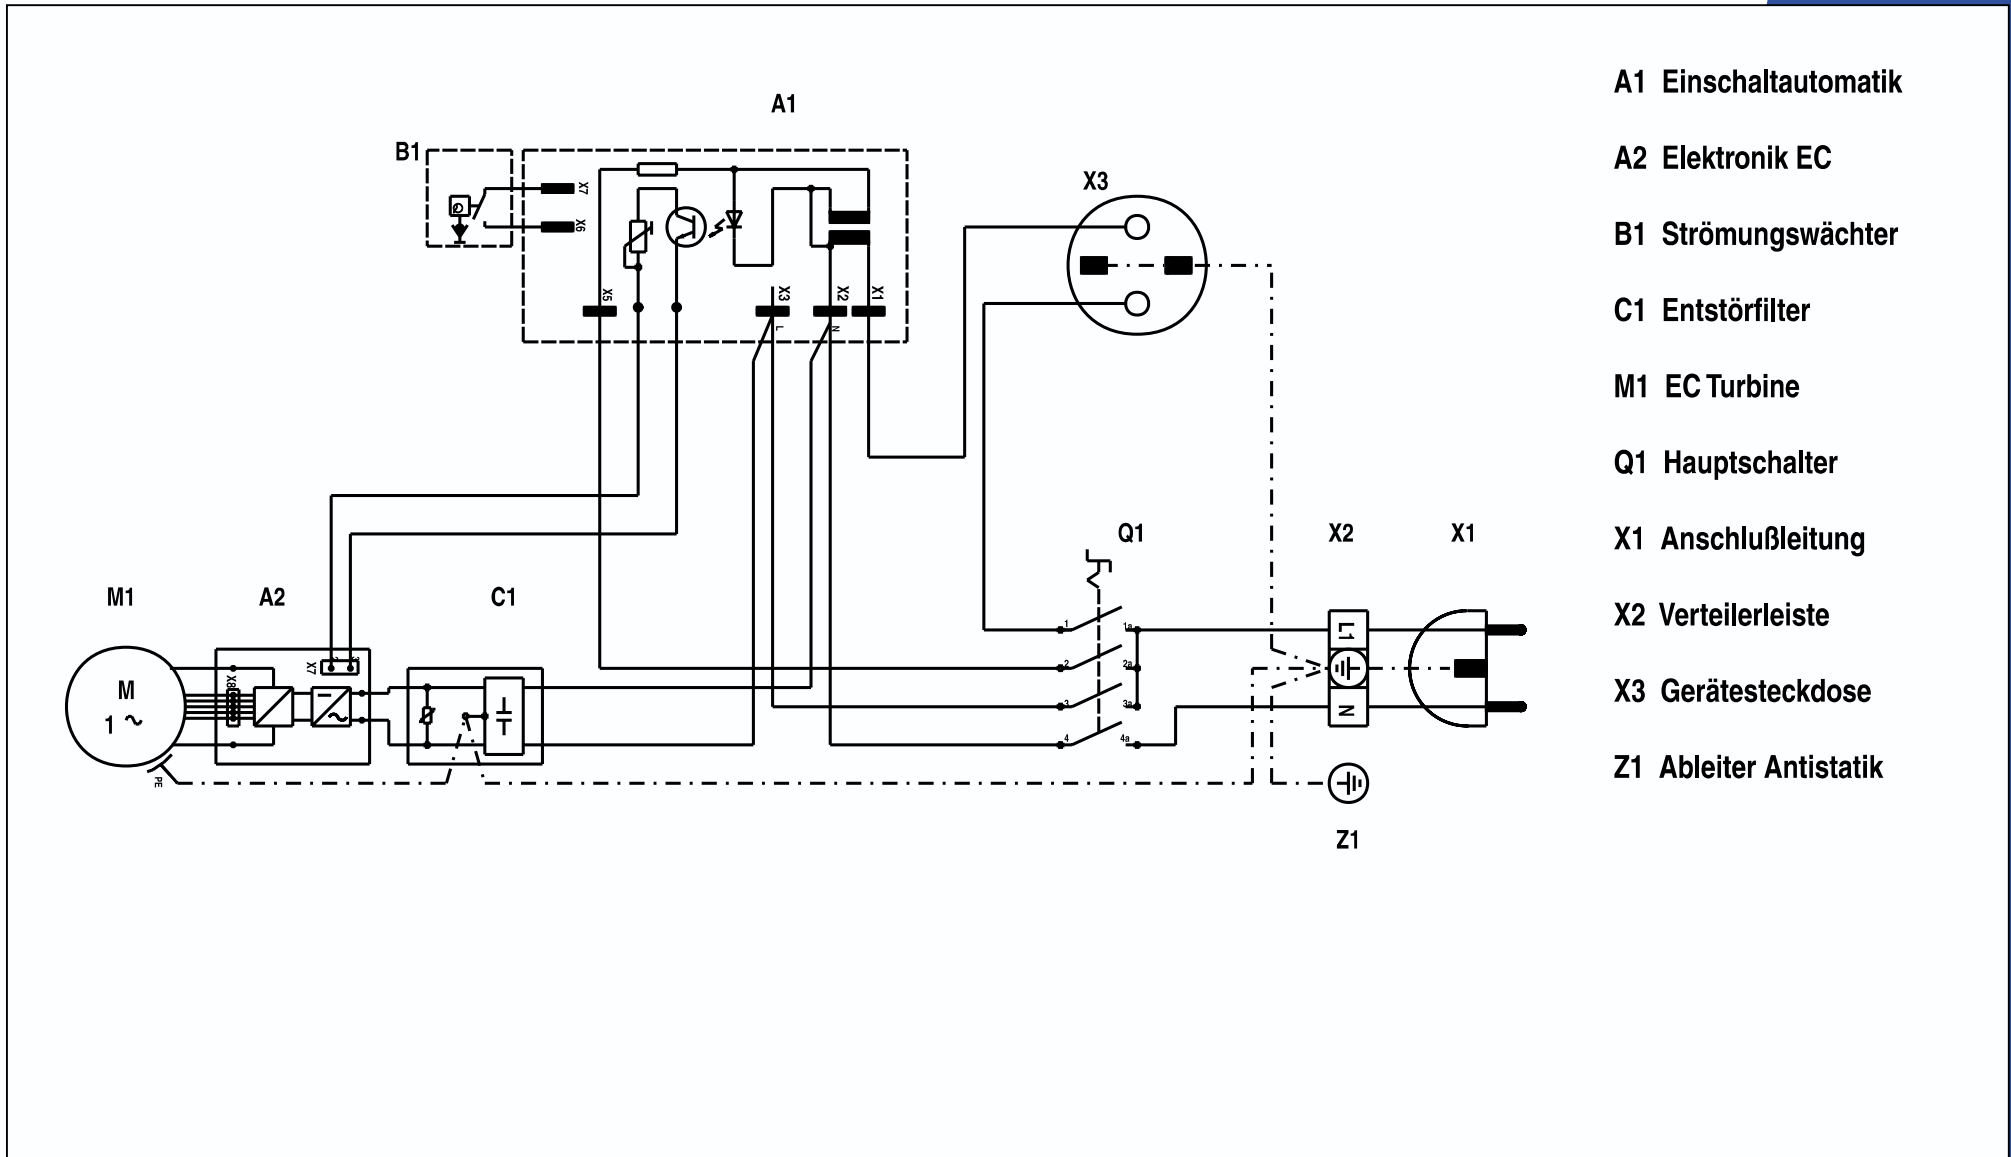 A1
B1
X7
X6
X5
X3
X2
X1
L
N
X3
Q1
X2
X1
1
1a
2
2a
3
3a
4
4a
L1
N
Z1
M1
A2
C1
M
1 ~
X8
X7
PE
A1 Einschaltautomatik
A2 Elektronik EC
B1 Strömungswächter
C1 Entstörfilter
M1 EC Turbine
Q1 Hauptschalter
X1 Anschlußleitung
X2 Verteilerleiste
X3 Gerätesteckdose
Z1 Ableiter Antistatik